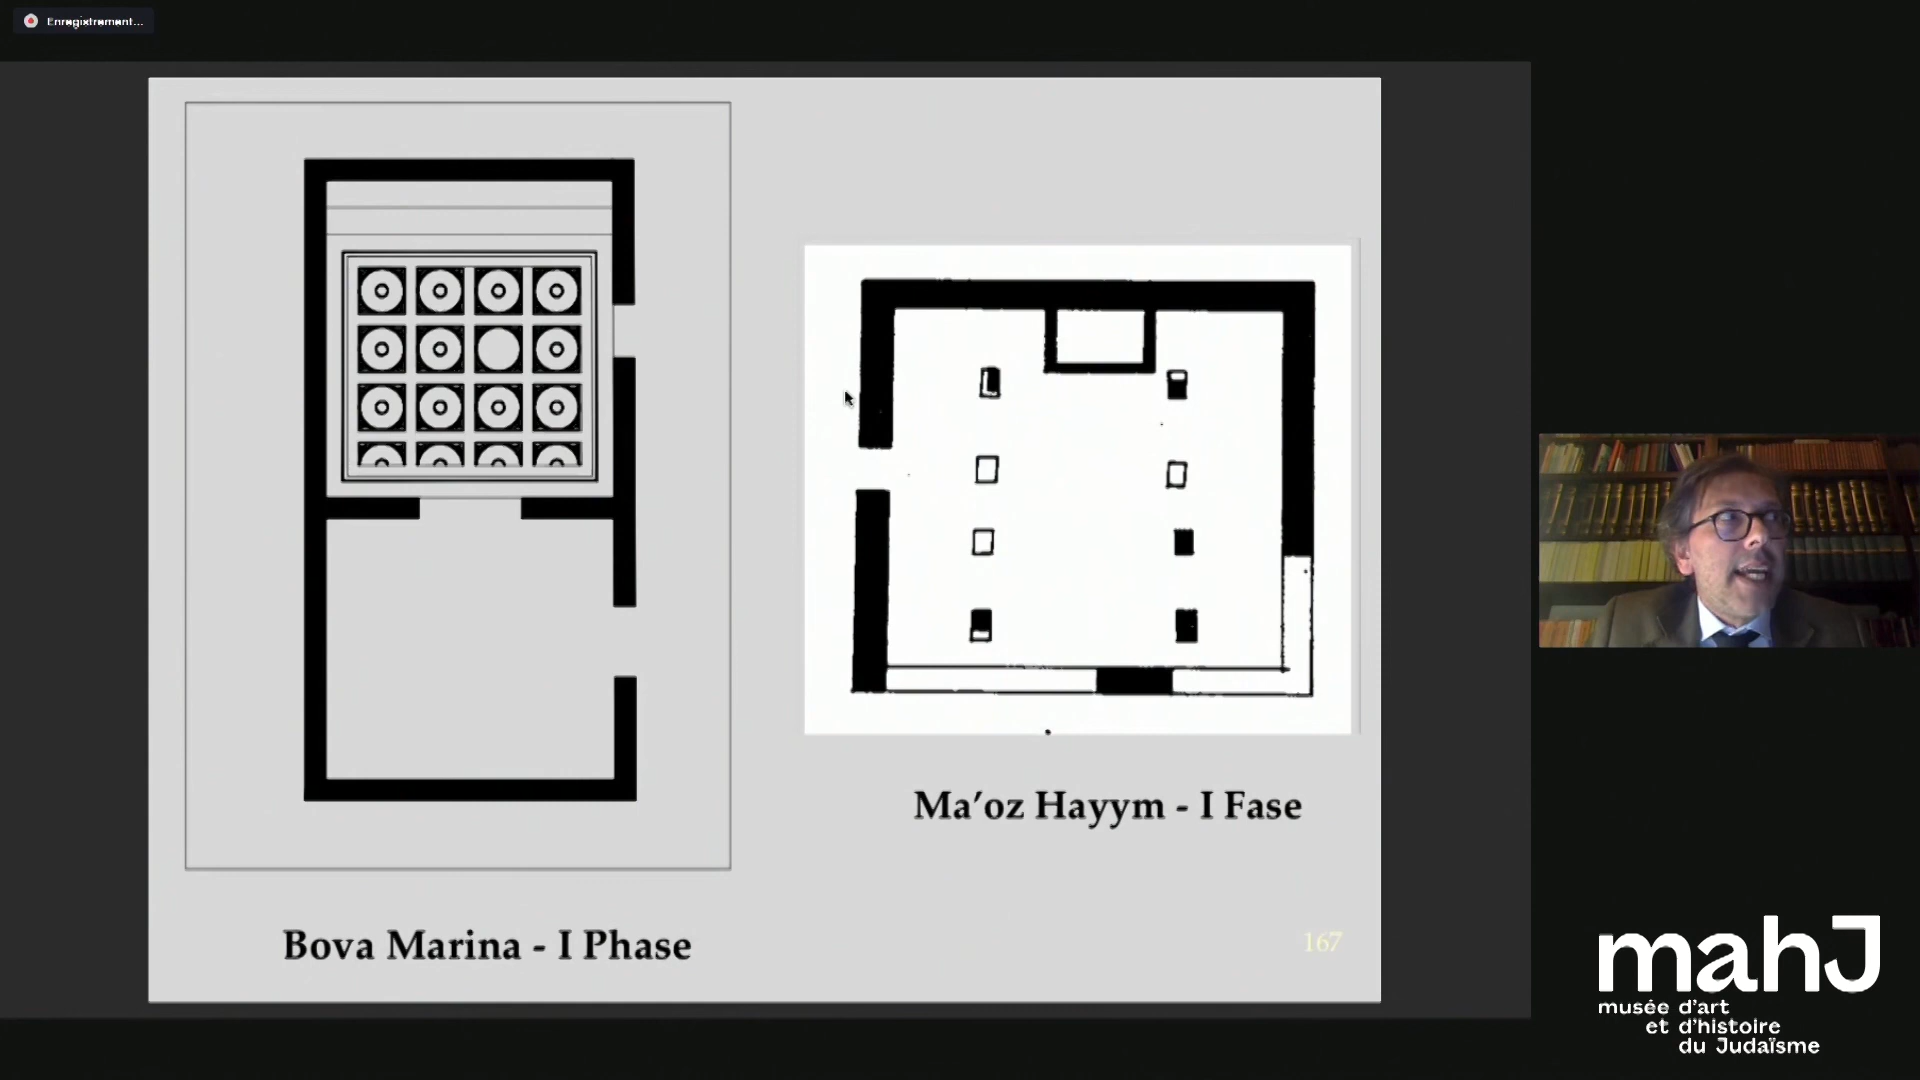 Enregistrement...
Bova Marina - I Phase
Ma'oz Hayym - I Fase
167
mahJ
musée d'art
et d'histoire
du Judaïsme